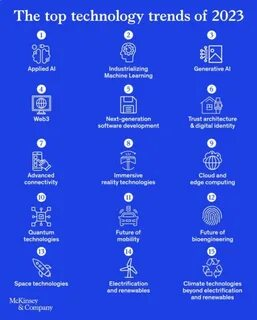 The top technology trends of 2023
1
2
3
Applied AI
Industrializing
Machine Learning
Generative AI
4
5
6
Web3
Next-generation
software development
Trust architecture
& digital identity
7
8
9
Advanced
connectivity
Immersive
reality technologies
Cloud and
edge computing
10
11
12
Quantum
technologies
Future of
mobility
Future of
bioengineering
13
14
15
Space technologies
Electrification
and renewables
Climate technologies
beyond electrification
and renewables
McKinsey
& Company